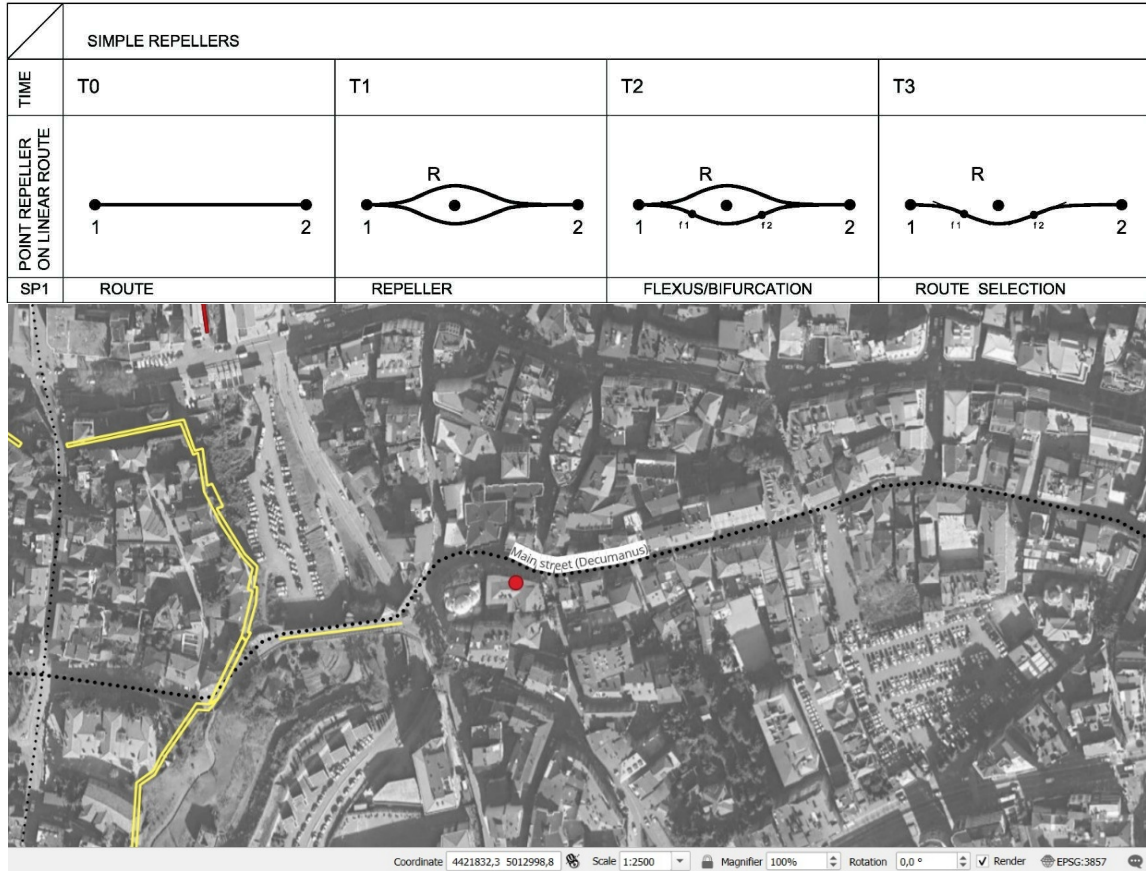 SIMPLE REPELLERS
TIME T0 T1 T2 T3
POINT REPELLER
ON LINEAR ROUTE
1 2
R
1 2
R
1 f1 f2 2
R
1 f1 f2 2
SP1 ROUTE REPELLER FLEXUS/BIFURCATION ROUTE SELECTION
Main street (Decumanus)
Coordinate 4421832,3 5012998,8 Scale 1:2500 Magnifier 100% Rotation 0,0 ° Render EPSG:3857